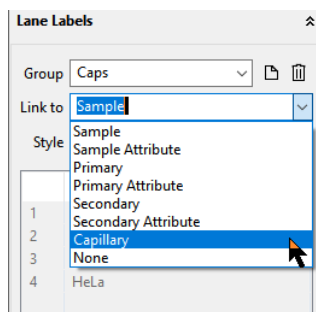 Lane Labels
Group Caps
Link to Sample
Style
Sample
Sample Attribute
Primary
Primary Attribute
Secondary
Secondary Attribute
1
2 Capillary
3 None
4 HeLa